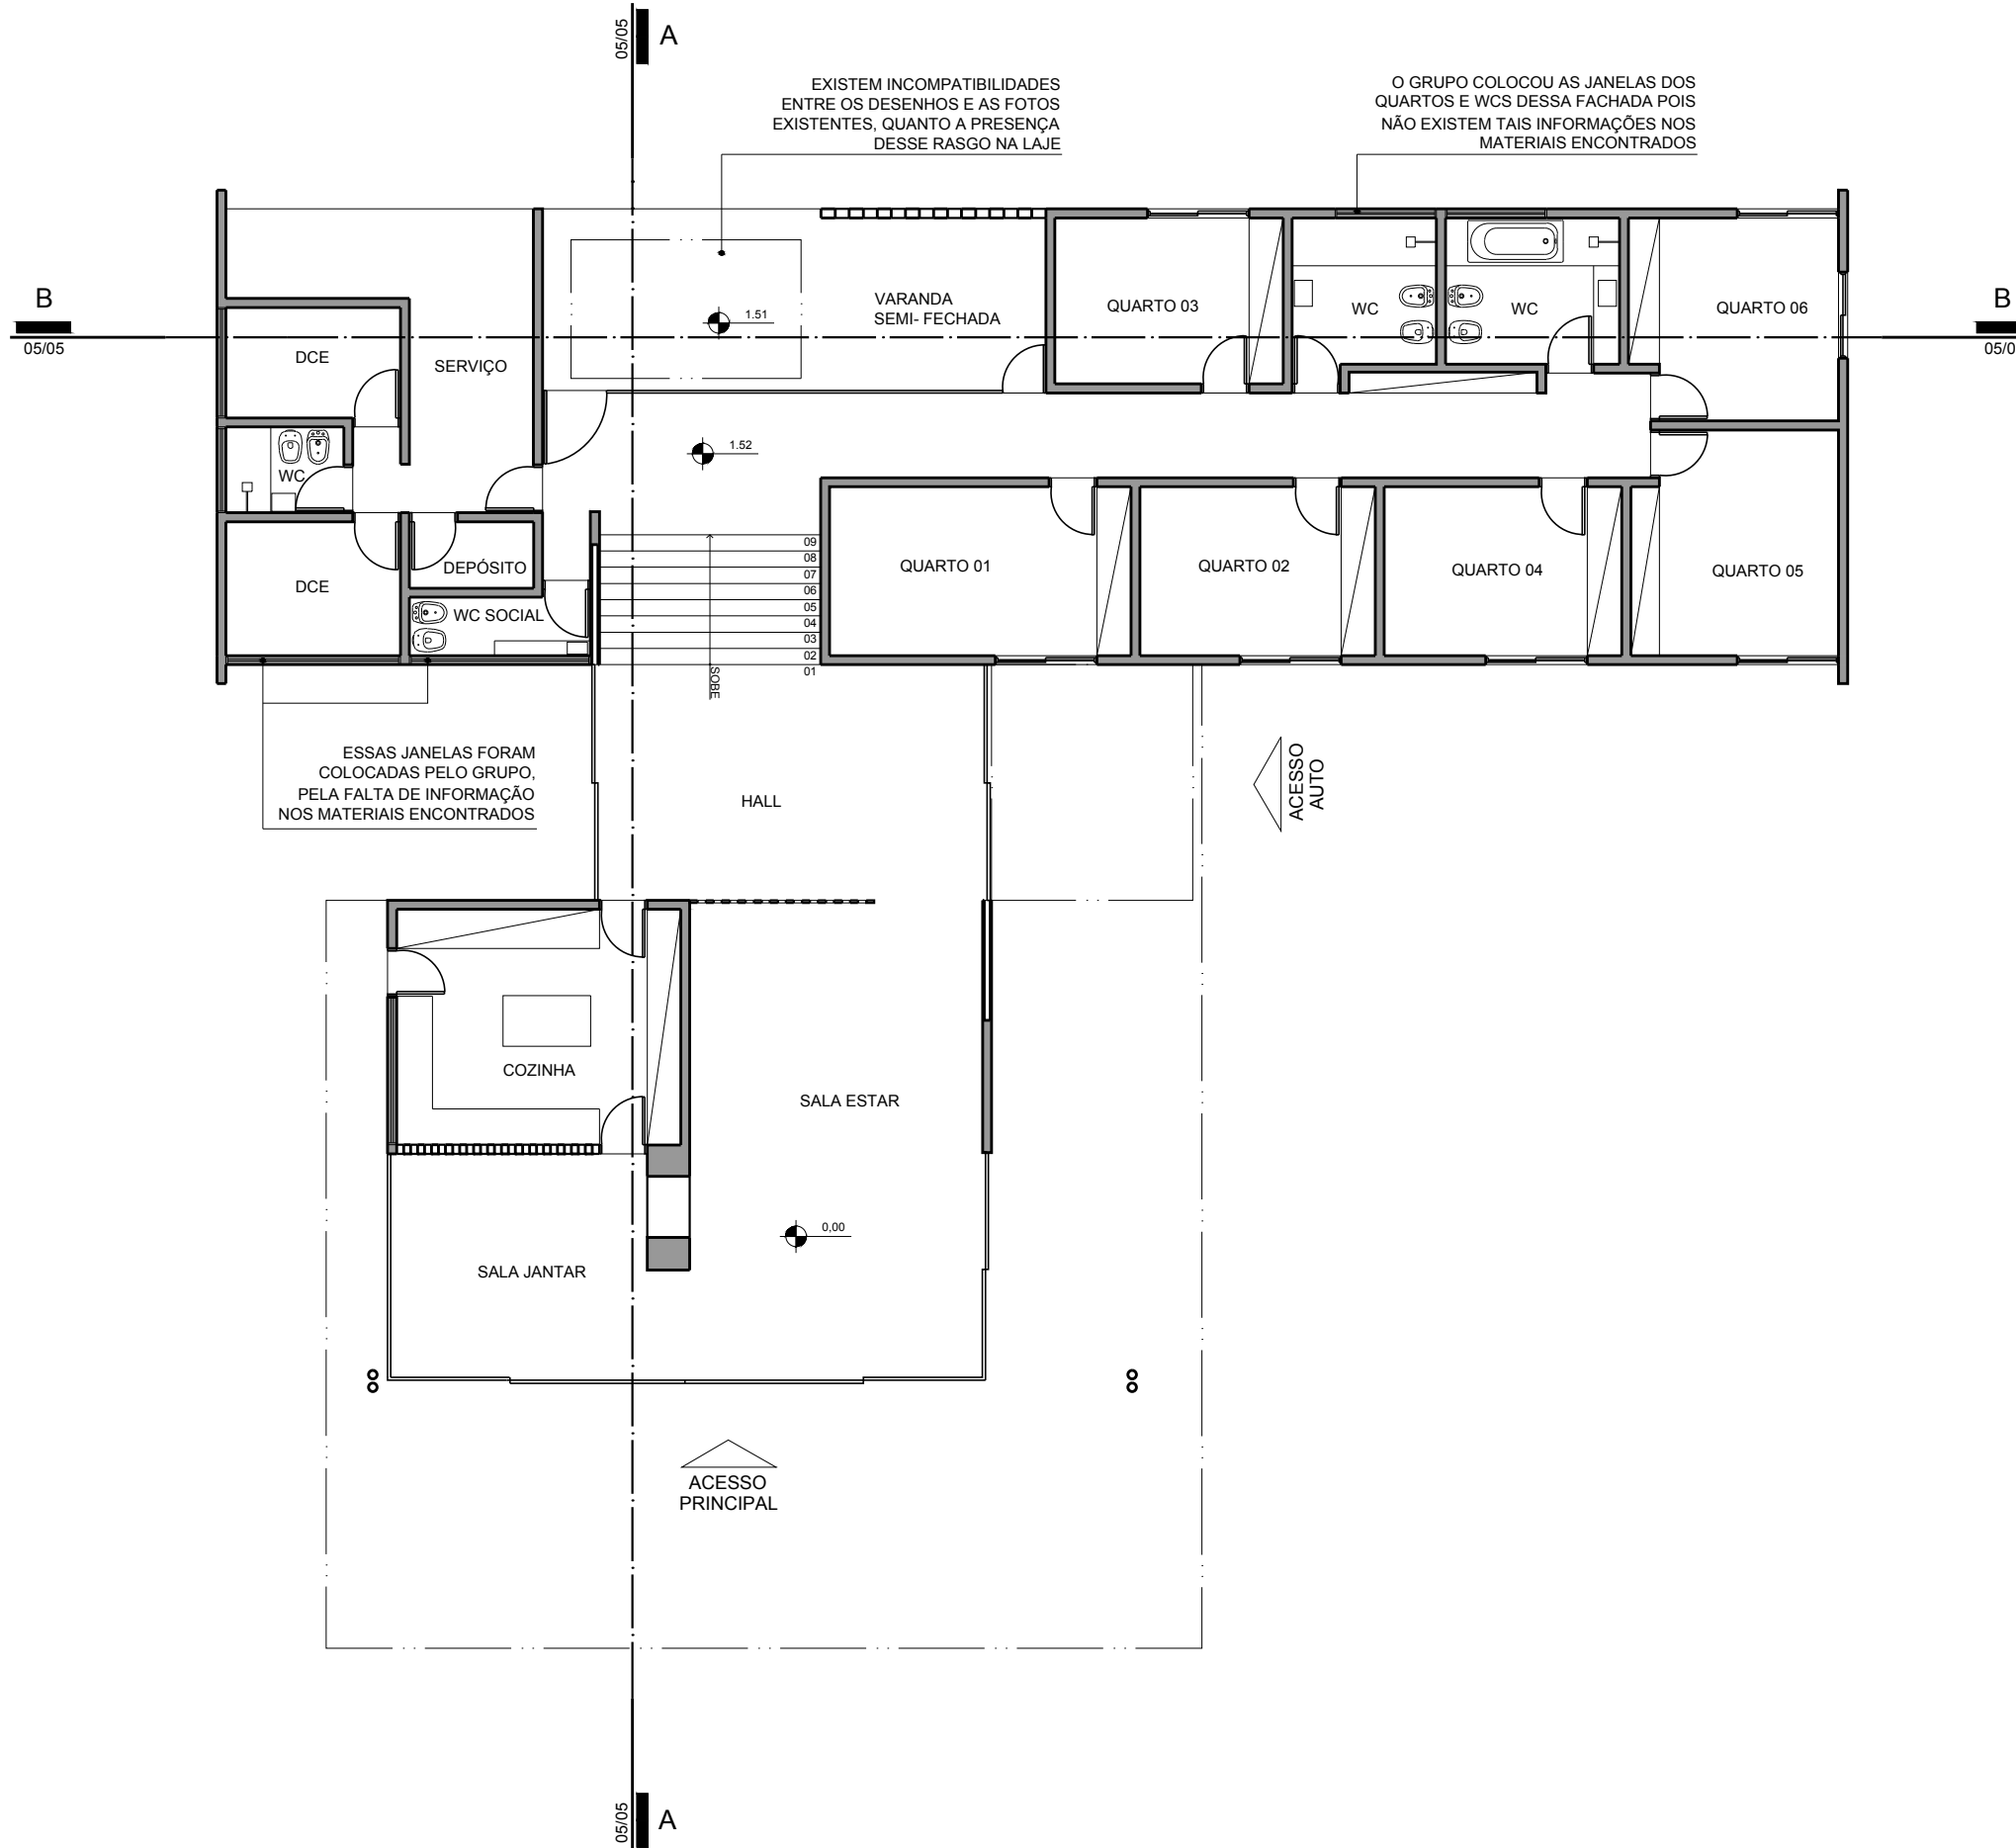 05/05
A
EXISTEM INCOMPATIBILIDADES
ENTRE OS DESENHOS E AS FOTOS
EXISTENTES, QUANTO A PRESENÇA
DESSE RASGO NA LAJE
O GRUPO COLOCOU AS JANELAS DOS
QUARTOS E WCS DESSA FACHADA POIS
NÃO EXISTEM TAIS INFORMAÇÕES NOS
MATERIAIS ENCONTRADOS
B
05/05
B
05/0
DCE
SERVIÇO
1.51
VARANDA
SEMI- FECHADA
QUARTO 03
WC
WC
QUARTO 06
1.52
WC
DCE
DEPÓSITO
WC SOCIAL
09
08
07
06
05
04
03
02
01
SOBE
QUARTO 01
QUARTO 02
QUARTO 04
QUARTO 05
ESSAS JANELAS FORAM
COLOCADAS PELO GRUPO,
PELA FALTA DE INFORMAÇÃO
NOS MATERIAIS ENCONTRADOS
HALL
ACESSO
AUTO
COZINHA
SALA ESTAR
0,00
SALA JANTAR
ACESSO
PRINCIPAL
05/05
A